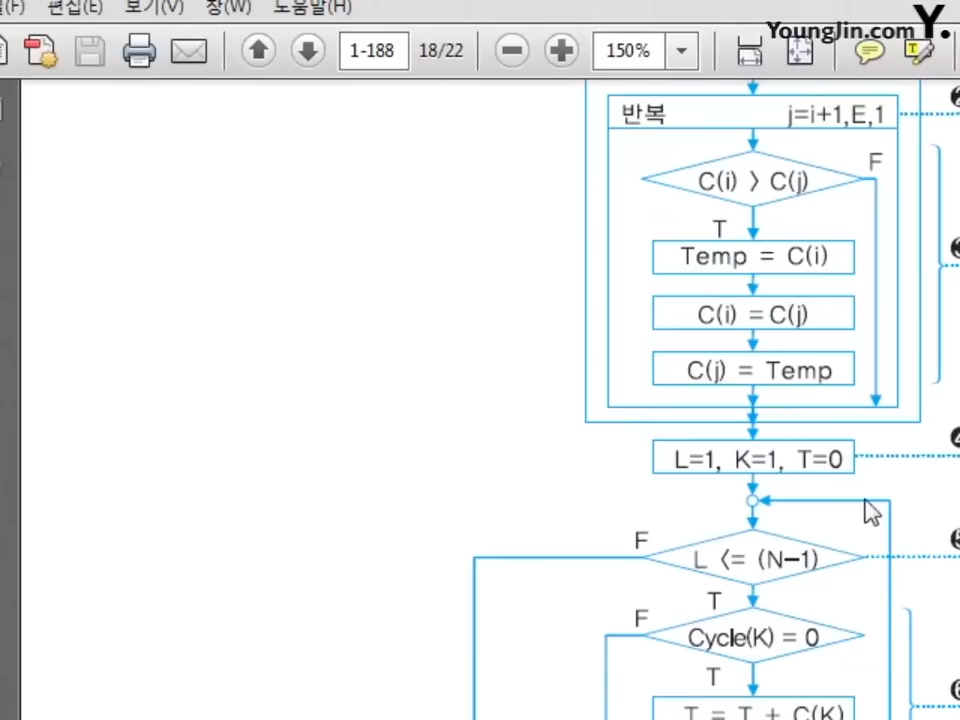 편집(E) 보기(V) 창(W) 도움말(H)
YoungJin.com Y.
1-188 18/22 150%
반복 j=i+1,E,1
C(i) 〉 C(j)
F
T
Temp = C(i)
C(i) = C(j)
C(j) = Temp
L=1, K=1, T=0
F
L 〈= (N-1)
T
F
Cycle(K) = 0
T
T = T + C(K)